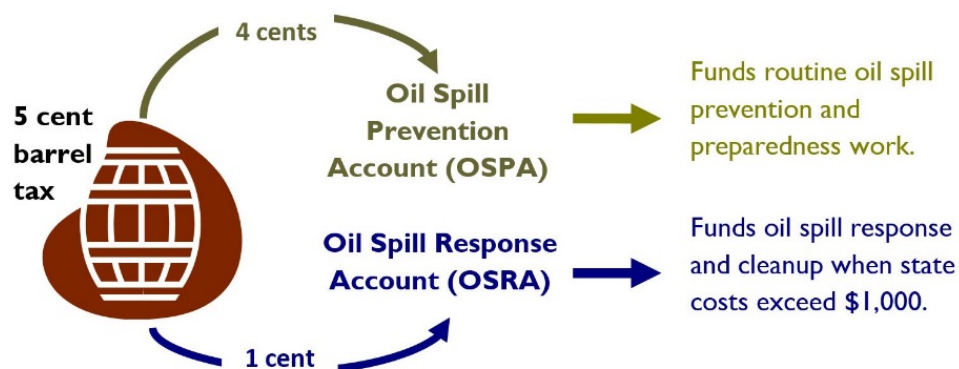 4 cents
5 cent
barrel
tax
Oil Spill
Prevention
Account (OSPA)
Funds routine oil spill
prevention and
preparedness work.
Oil Spill Response
Account (OSRA)
Funds oil spill response
and cleanup when state
costs exceed $1,000.
1 cent